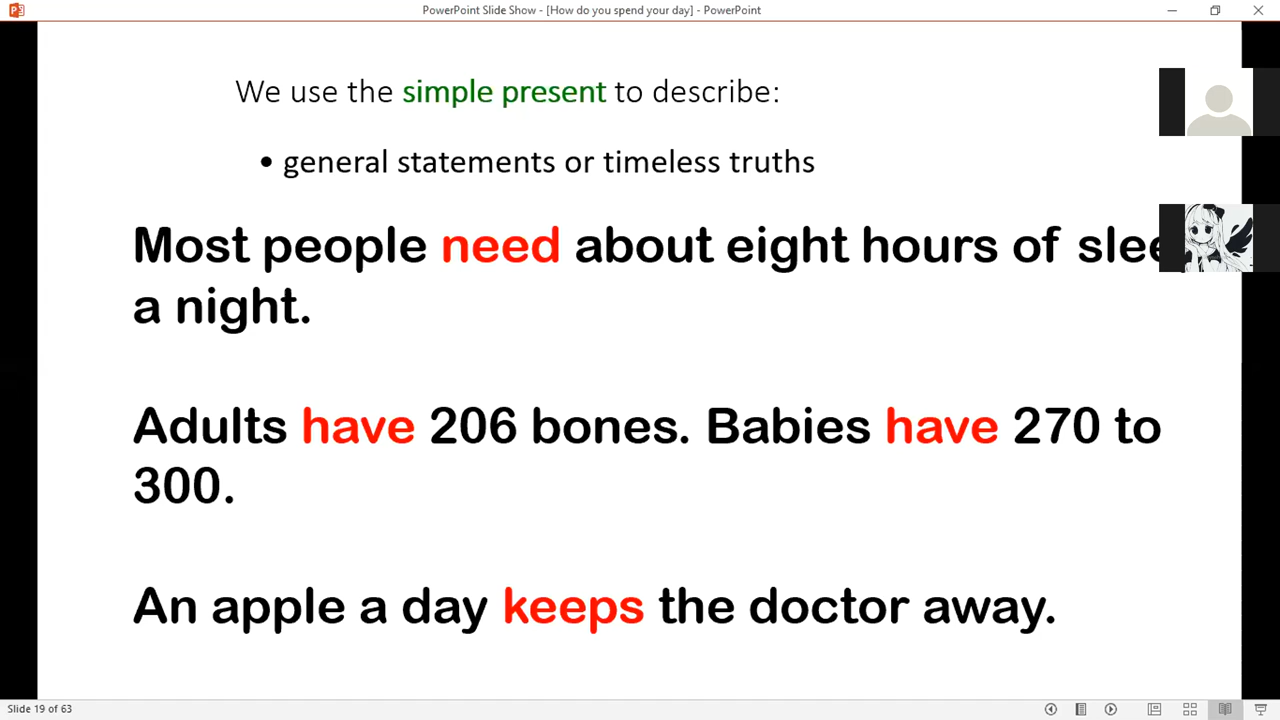 PowerPoint Slide Show - [How do you spend your day] - PowerPoint
We use the simple present to describe:
• general statements or timeless truths
Most people need about eight hours of slee
a night.
Adults have 206 bones. Babies have 270 to
300.
An apple a day keeps the doctor away.
Slide 19 of 63